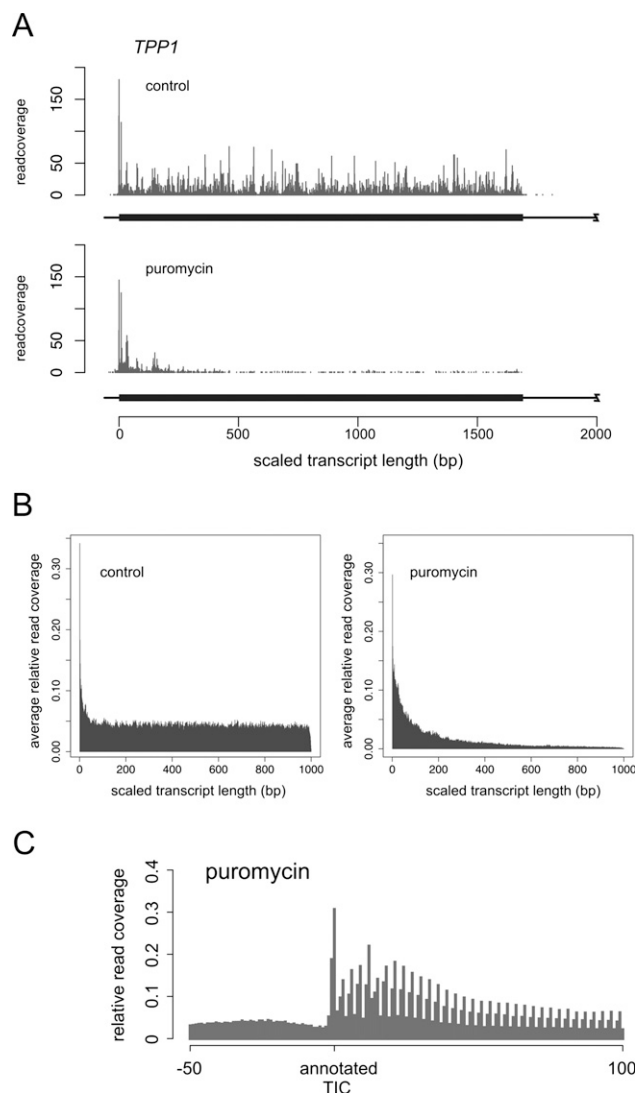 A
TPP1
control
readcoverage
0 50 150
puromycin
readcoverage
0 50 150
0 500 1000 1500 2000
scaled transcript length (bp)
B
control
average relative read coverage
0.00 0.10 0.20 0.30
0 200 400 600 800 1000
scaled transcript length (bp)
puromycin
average relative read coverage
0.00 0.10 0.20 0.30
0 200 400 600 800 1000
scaled transcript length (bp)
C
puromycin
relative read coverage
0 0.1 0.2 0.3 0.4
-50 annotated 100
TIC